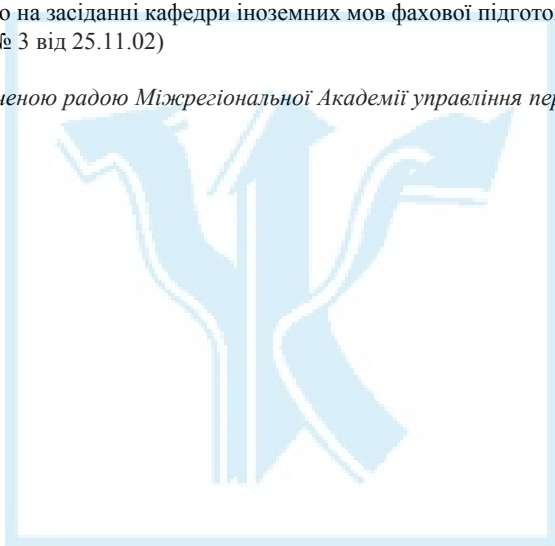 о на засіданні кафедри іноземних мов фахової підгото
№ 3 від 25.11.02)
ченою радою Міжрегіональної Академії управління пер